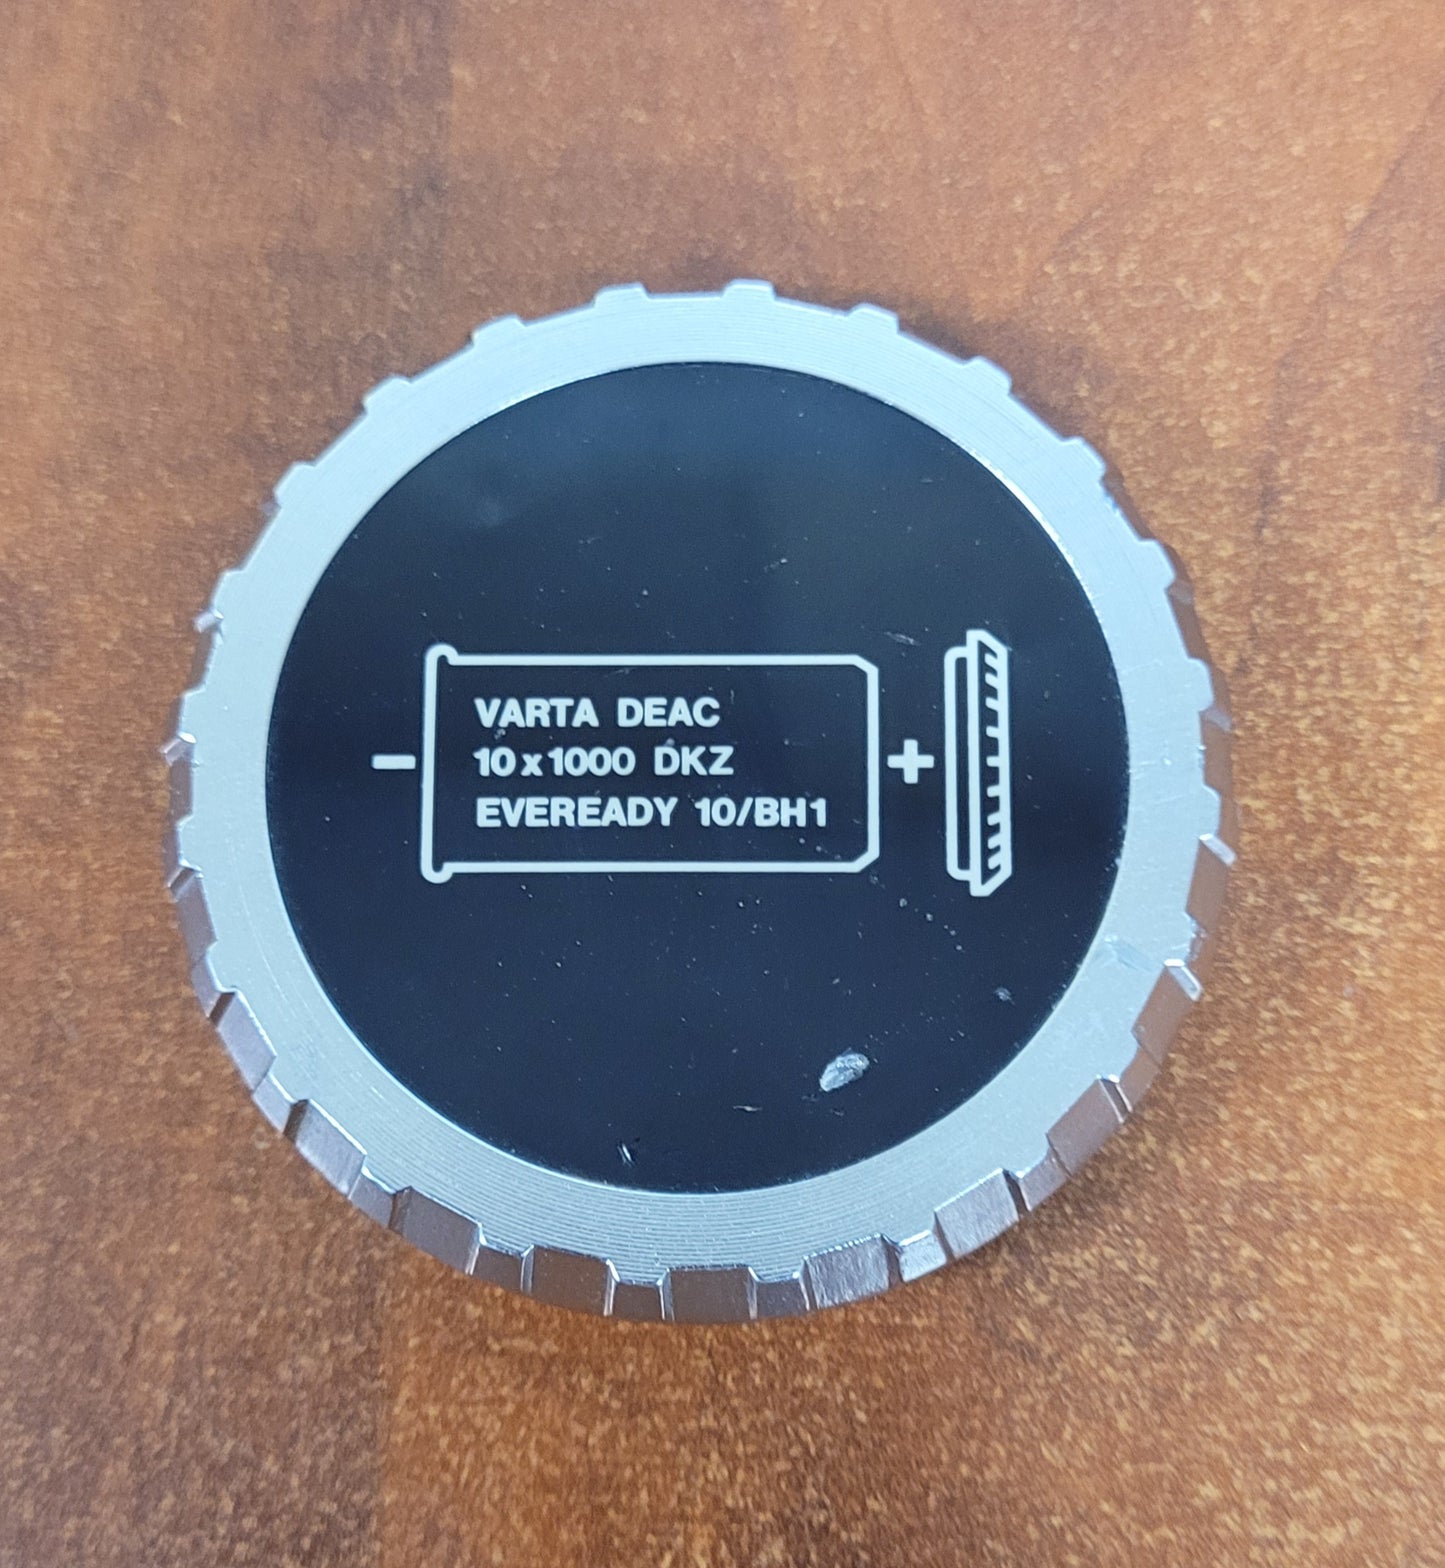 VARTA DEAC
10 x 1000 DKZ
EVEREADY 10/BH1
- +